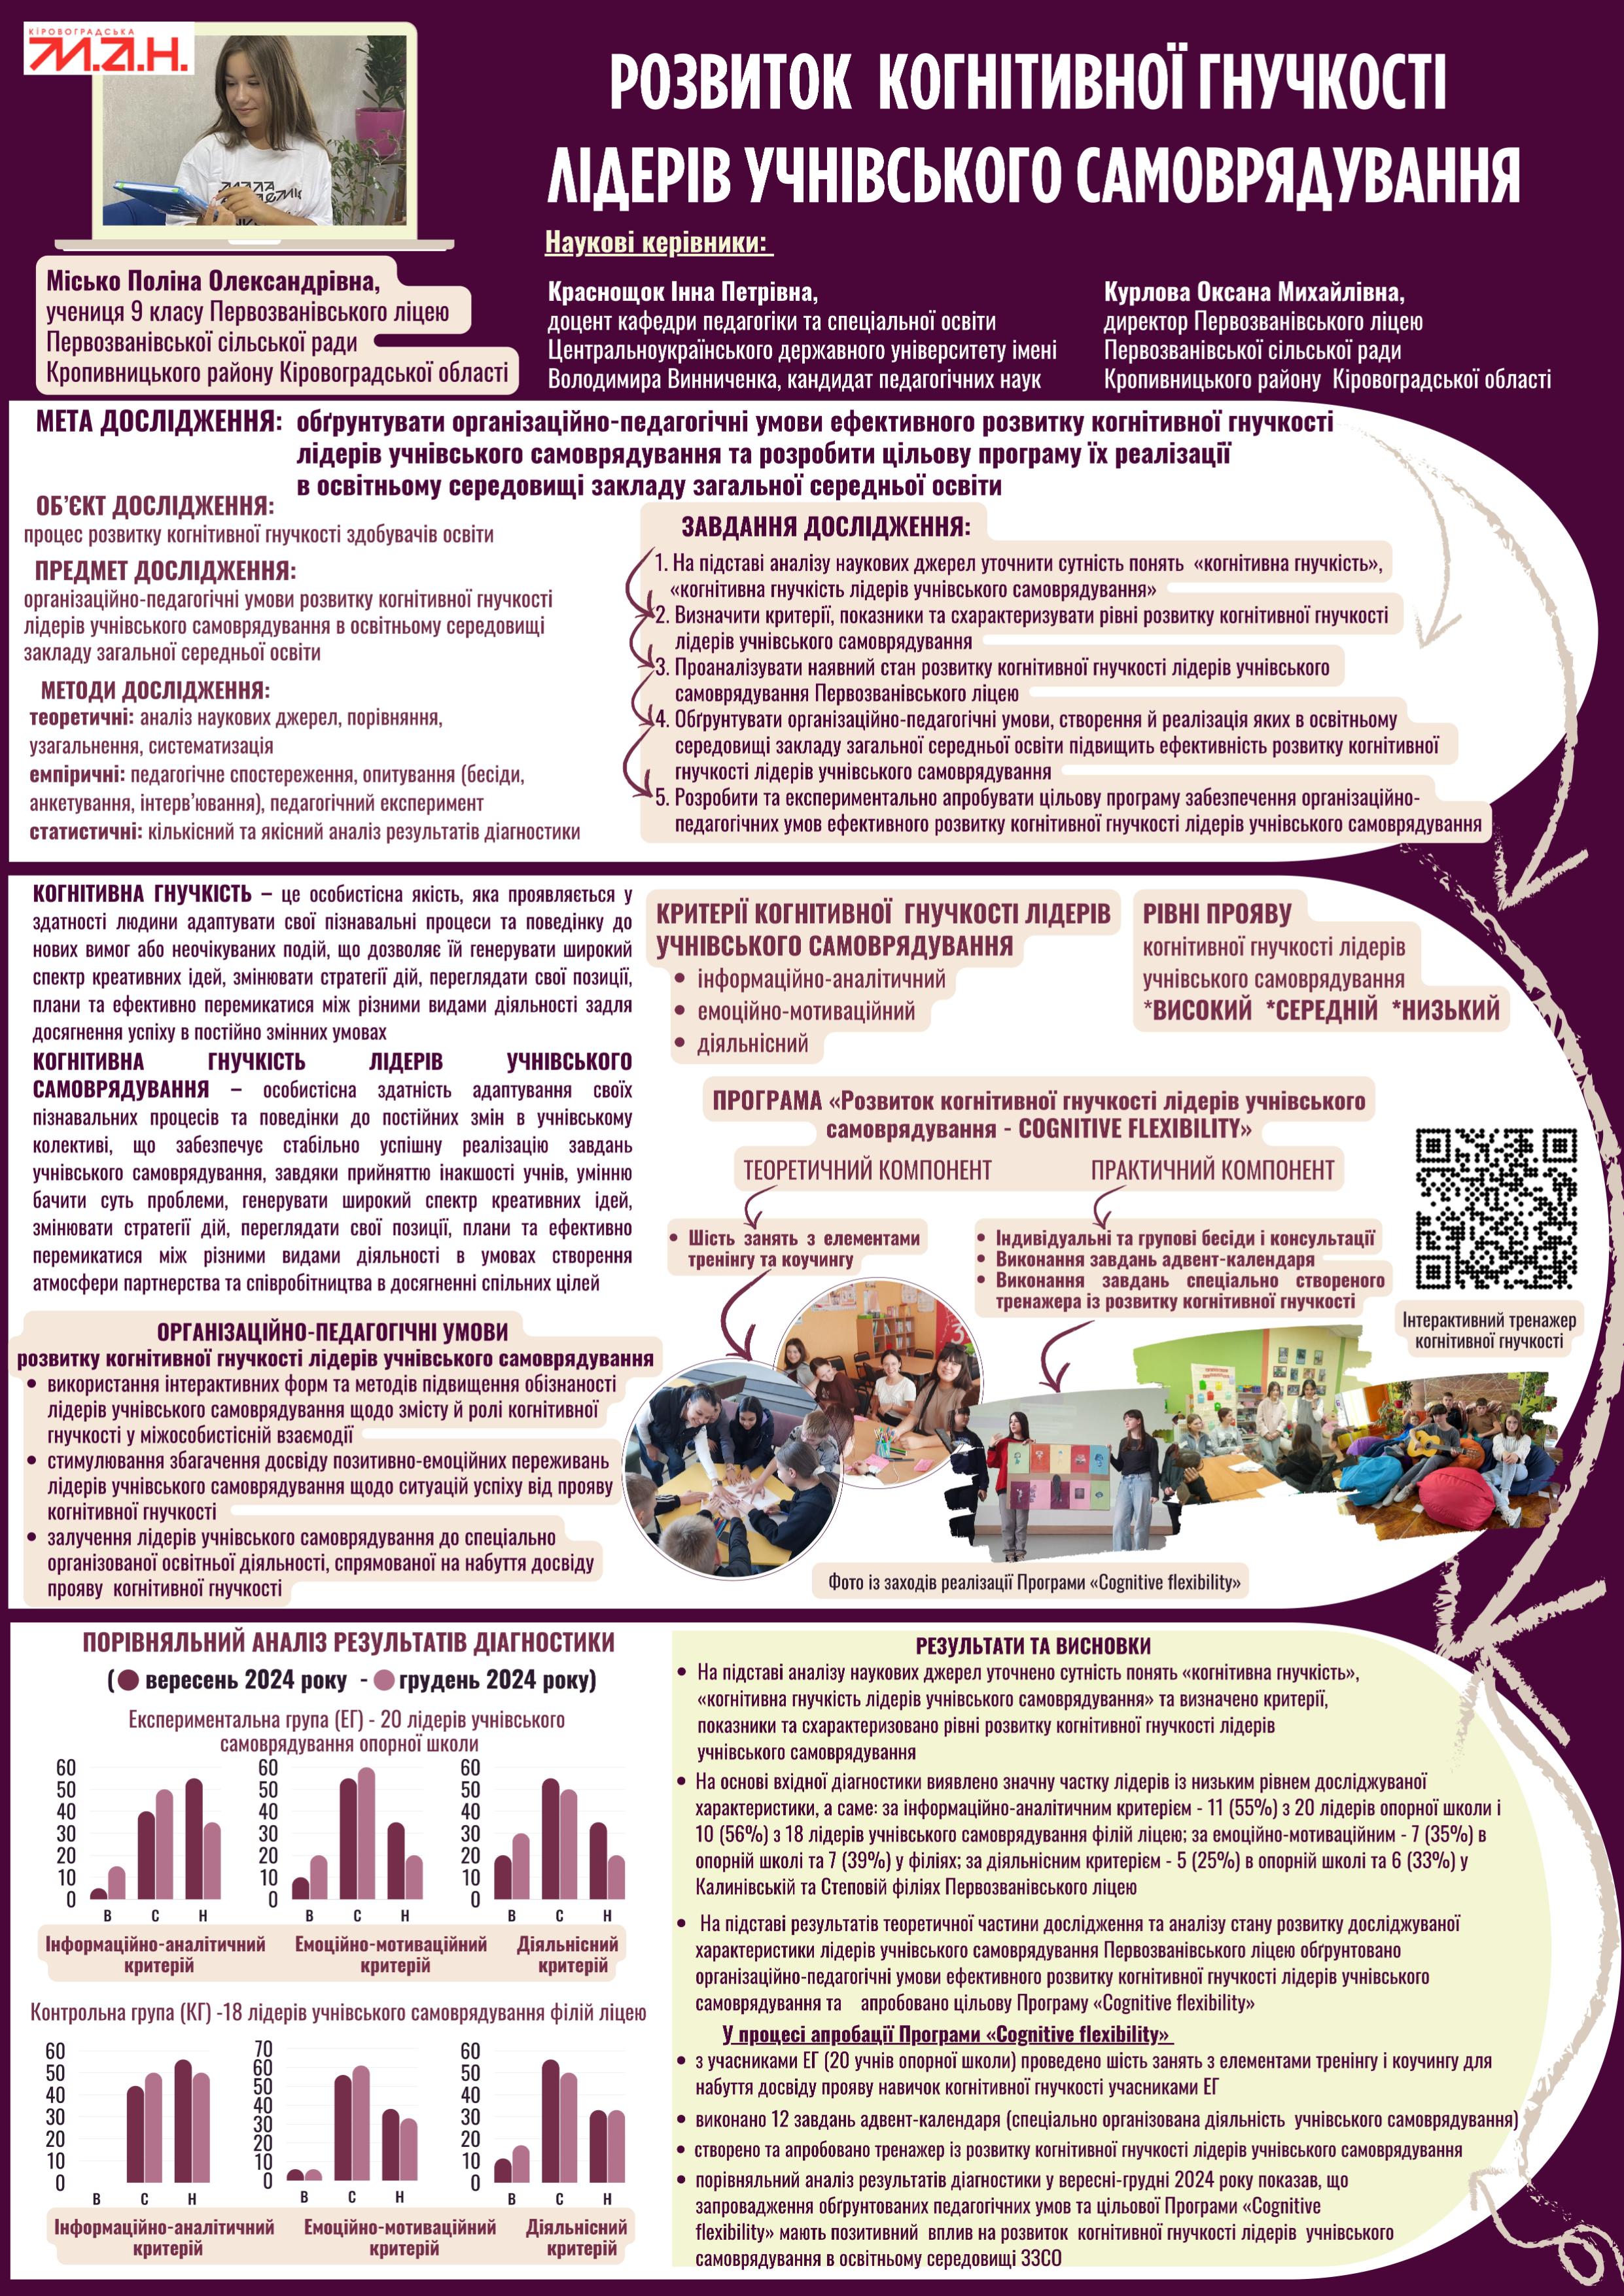 КІРОВОГРАДСЬКА
М.А.Н.
РОЗВИТОК КОГНІТИВНОЇ ГНУЧКОСТІ
ЛІДЕРІВ УЧНІВСЬКОГО САМОВРЯДУВАННЯ
Місько Поліна Олександрівна,
учениця 9 класу Первозванівського ліцею
Первозванівської сільської ради
Кропивницького району Кіровоградської області
Наукові керівники:
Краснощок Інна Петрівна,
доцент кафедри педагогіки та спеціальної освіти
Центральноукраїнського державного університету імені
Володимира Винниченка, кандидат педагогічних наук
Курлова Оксана Михайлівна,
директор Первозванівського ліцею
Первозванівської сільської ради
Кропивницького району Кіровоградської області
МЕТА ДОСЛІДЖЕННЯ: обґрунтувати організаційно-педагогічні умови ефективного розвитку когнітивної гнучкості
лідерів учнівського самоврядування та розробити цільову програму їх реалізації
в освітньому середовищі закладу загальної середньої освіти
ОБ'ЄКТ ДОСЛІДЖЕННЯ:
процес розвитку когнітивної гнучкості здобувачів освіти
ПРЕДМЕТ ДОСЛІДЖЕННЯ:
організаційно-педагогічні умови розвитку когнітивної гнучкості
лідерів учнівського самоврядування в освітньому середовищі
закладу загальної середньої освіти
МЕТОДИ ДОСЛІДЖЕННЯ:
теоретичні: аналіз наукових джерел, порівняння,
узагальнення, систематизація
емпіричні: педагогічне спостереження, опитування (бесіди,
анкетування, інтерв'ювання), педагогічний експеримент
статистичні: кількісний та якісний аналіз результатів діагностики
ЗАВДАННЯ ДОСЛІДЖЕННЯ:
1. На підставі аналізу наукових джерел уточнити сутність понять «когнітивна гнучкість»,
«когнітивна гнучкість лідерів учнівського самоврядування»
2. Визначити критерії, показники та схарактеризувати рівні розвитку когнітивної гнучкості
лідерів учнівського самоврядування
3. Проаналізувати наявний стан розвитку когнітивної гнучкості лідерів учнівського
самоврядування Первозванівського ліцею
4. Обґрунтувати організаційно-педагогічні умови, створення й реалізація яких в освітньому
середовищі закладу загальної середньої освіти підвищить ефективність розвитку когнітивної
гнучкості лідерів учнівського самоврядування
5. Розробити та експериментально апробувати цільову програму забезпечення організаційно-
педагогічних умов ефективного розвитку когнітивної гнучкості лідерів учнівського самоврядування
КОГНІТИВНА ГНУЧКІСТЬ – це особистісна якість, яка проявляється у
здатності людини адаптувати свої пізнавальні процеси та поведінку до
нових вимог або неочікуваних подій, що дозволяє їй генерувати широкий
спектр креативних ідей, змінювати стратегії дій, переглядати свої позиції,
плани та ефективно перемикатися між різними видами діяльності задля
досягнення успіху в постійно змінних умовах
КОГНІТИВНА ГНУЧКІСТЬ ЛІДЕРІВ УЧНІВСЬКОГО
САМОВРЯДУВАННЯ – особистісна здатність адаптування своїх
пізнавальних процесів та поведінки до постійних змін в учнівському
колективі, що забезпечує стабільно успішну реалізацію завдань
учнівського самоврядування, завдяки прийняттю інакшості учнів, умінню
бачити суть проблеми, генерувати широкий спектр креативних ідей,
змінювати стратегії дій, переглядати свої позиції, плани та ефективно
перемикатися між різними видами діяльності в умовах створення
атмосфери партнерства та співробітництва в досягненні спільних цілей
ОРГАНІЗАЦІЙНО-ПЕДАГОГІЧНІ УМОВИ
розвитку когнітивної гнучкості лідерів учнівського самоврядування
• використання інтерактивних форм та методів підвищення обізнаності
лідерів учнівського самоврядування щодо змісту й ролі когнітивної
гнучкості у міжособистісній взаємодії
• стимулювання збагачення досвіду позитивно-емоційних переживань
лідерів учнівського самоврядування щодо ситуацій успіху від прояву
когнітивної гнучкості
• залучення лідерів учнівського самоврядування до спеціально
організованої освітньої діяльності, спрямованої на набуття досвіду
прояву когнітивної гнучкості
КРИТЕРІЇ КОГНІТИВНОЇ ГНУЧКОСТІ ЛІДЕРІВ
УЧНІВСЬКОГО САМОВРЯДУВАННЯ
• інформаційно-аналітичний
• емоційно-мотиваційний
• діяльнісний
РІВНІ ПРОЯВУ
когнітивної гнучкості лідерів
учнівського самоврядування
*ВИСОКИЙ *СЕРЕДНІЙ *НИЗЬКИЙ
ПРОГРАМА «Розвиток когнітивної гнучкості лідерів учнівського
самоврядування - COGNITIVE FLEXIBILITY»
ТЕОРЕТИЧНИЙ КОМПОНЕНТ
ПРАКТИЧНИЙ КОМПОНЕНТ
• Шість занять з елементами
тренінгу та коучингу
• Індивідуальні та групові бесіди і консультації
• Виконання завдань адвент-календаря
• Виконання завдань спеціально створеного
тренажера із розвитку когнітивної гнучкості
Інтерактивний тренажер
когнітивної гнучкості
Фото із заходів реалізації Програми «Cognitive flexibility»
ПОРІВНЯЛЬНИЙ АНАЛІЗ РЕЗУЛЬТАТІВ ДІАГНОСТИКИ
(● вересень 2024 року - ● грудень 2024 року)
Експериментальна група (ЕГ) - 20 лідерів учнівського
самоврядування опорної школи
60 60 60
50 50 50
40 40 40
30 30 30
20 20 20
10 10 10
0 0 0
В С Н В С Н В С Н
Інформаційно-аналітичний
критерій
Емоційно-мотиваційний
критерій
Діяльнісний
критерій
Контрольна група (КГ) -18 лідерів учнівського самоврядування філій ліцею
60 70 60
50 60 50
40 50 40
30 40 30
20 30 20
10 20 10
0 10 0
0
В С Н В С Н В С Н
Інформаційно-аналітичний
критерій
Емоційно-мотиваційний
критерій
Діяльнісний
критерій
РЕЗУЛЬТАТИ ТА ВИСНОВКИ
• На підставі аналізу наукових джерел уточнено сутність понять «когнітивна гнучкість»,
«когнітивна гнучкість лідерів учнівського самоврядування» та визначено критерії,
показники та схарактеризовано рівні розвитку когнітивної гнучкості лідерів
учнівського самоврядування
• На основі вхідної діагностики виявлено значну частку лідерів із низьким рівнем досліджуваної
характеристики, а саме: за інформаційно-аналітичним критерієм - 11 (55%) з 20 лідерів опорної школи і
10 (56%) з 18 лідерів учнівського самоврядування філій ліцею; за емоційно-мотиваційним - 7 (35%) в
опорній школі та 7 (39%) у філіях; за діяльнісним критерієм - 5 (25%) в опорній школі та 6 (33%) у
Калинівській та Степовій філіях Первозванівського ліцею
• На підставі результатів теоретичної частини дослідження та аналізу стану розвитку досліджуваної
характеристики лідерів учнівського самоврядування Первозванівського ліцею обґрунтовано
організаційно-педагогічні умови ефективного розвитку когнітивної гнучкості лідерів учнівського
самоврядування та апробовано цільову Програму «Cognitive flexibility»
У процесі апробації Програми «Cognitive flexibility»
• з учасниками ЕГ (20 учнів опорної школи) проведено шість занять з елементами тренінгу і коучингу для
набуття досвіду прояву навичок когнітивної гнучкості учасниками ЕГ
• виконано 12 завдань адвент-календаря (спеціально організована діяльність учнівського самоврядування)
• створено та апробовано тренажер із розвитку когнітивної гнучкості лідерів учнівського самоврядування
• порівняльний аналіз результатів діагностики у вересні-грудні 2024 року показав, що
запровадження обґрунтованих педагогічних умов та цільової Програми «Cognitive
flexibility» мають позитивний вплив на розвиток когнітивної гнучкості лідерів учнівського
самоврядування в освітньому середовищі ЗЗСО